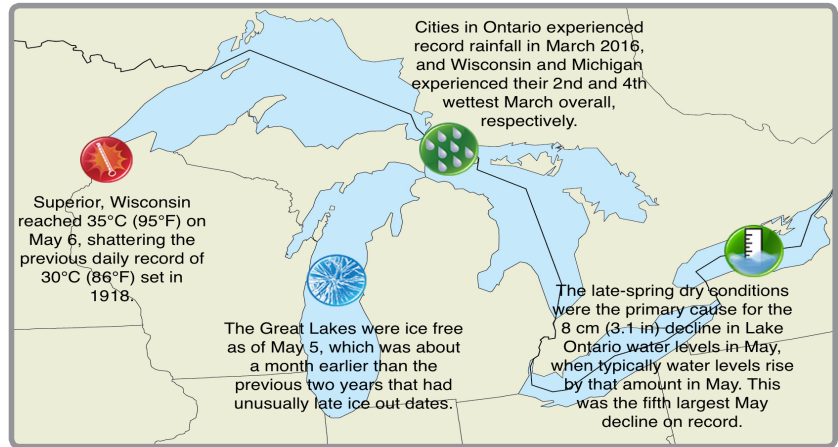 Cities in Ontario experienced
record rainfall in March 2016,
and Wisconsin and Michigan
experienced their 2nd and 4th
wettest March overall,
respectively.
Superior, Wisconsin
reached 35°C (95°F) on
May 6, shattering the
previous daily record of
30°C (86°F) set in
1918.
The Great Lakes were ice free
as of May 5, which was about
a month earlier than the
previous two years that had
unusually late ice out dates.
The late-spring dry conditions
were the primary cause for the
8 cm (3.1 in) decline in Lake
Ontario water levels in May,
when typically water levels rise
by that amount in May. This
was the fifth largest May
decline on record.